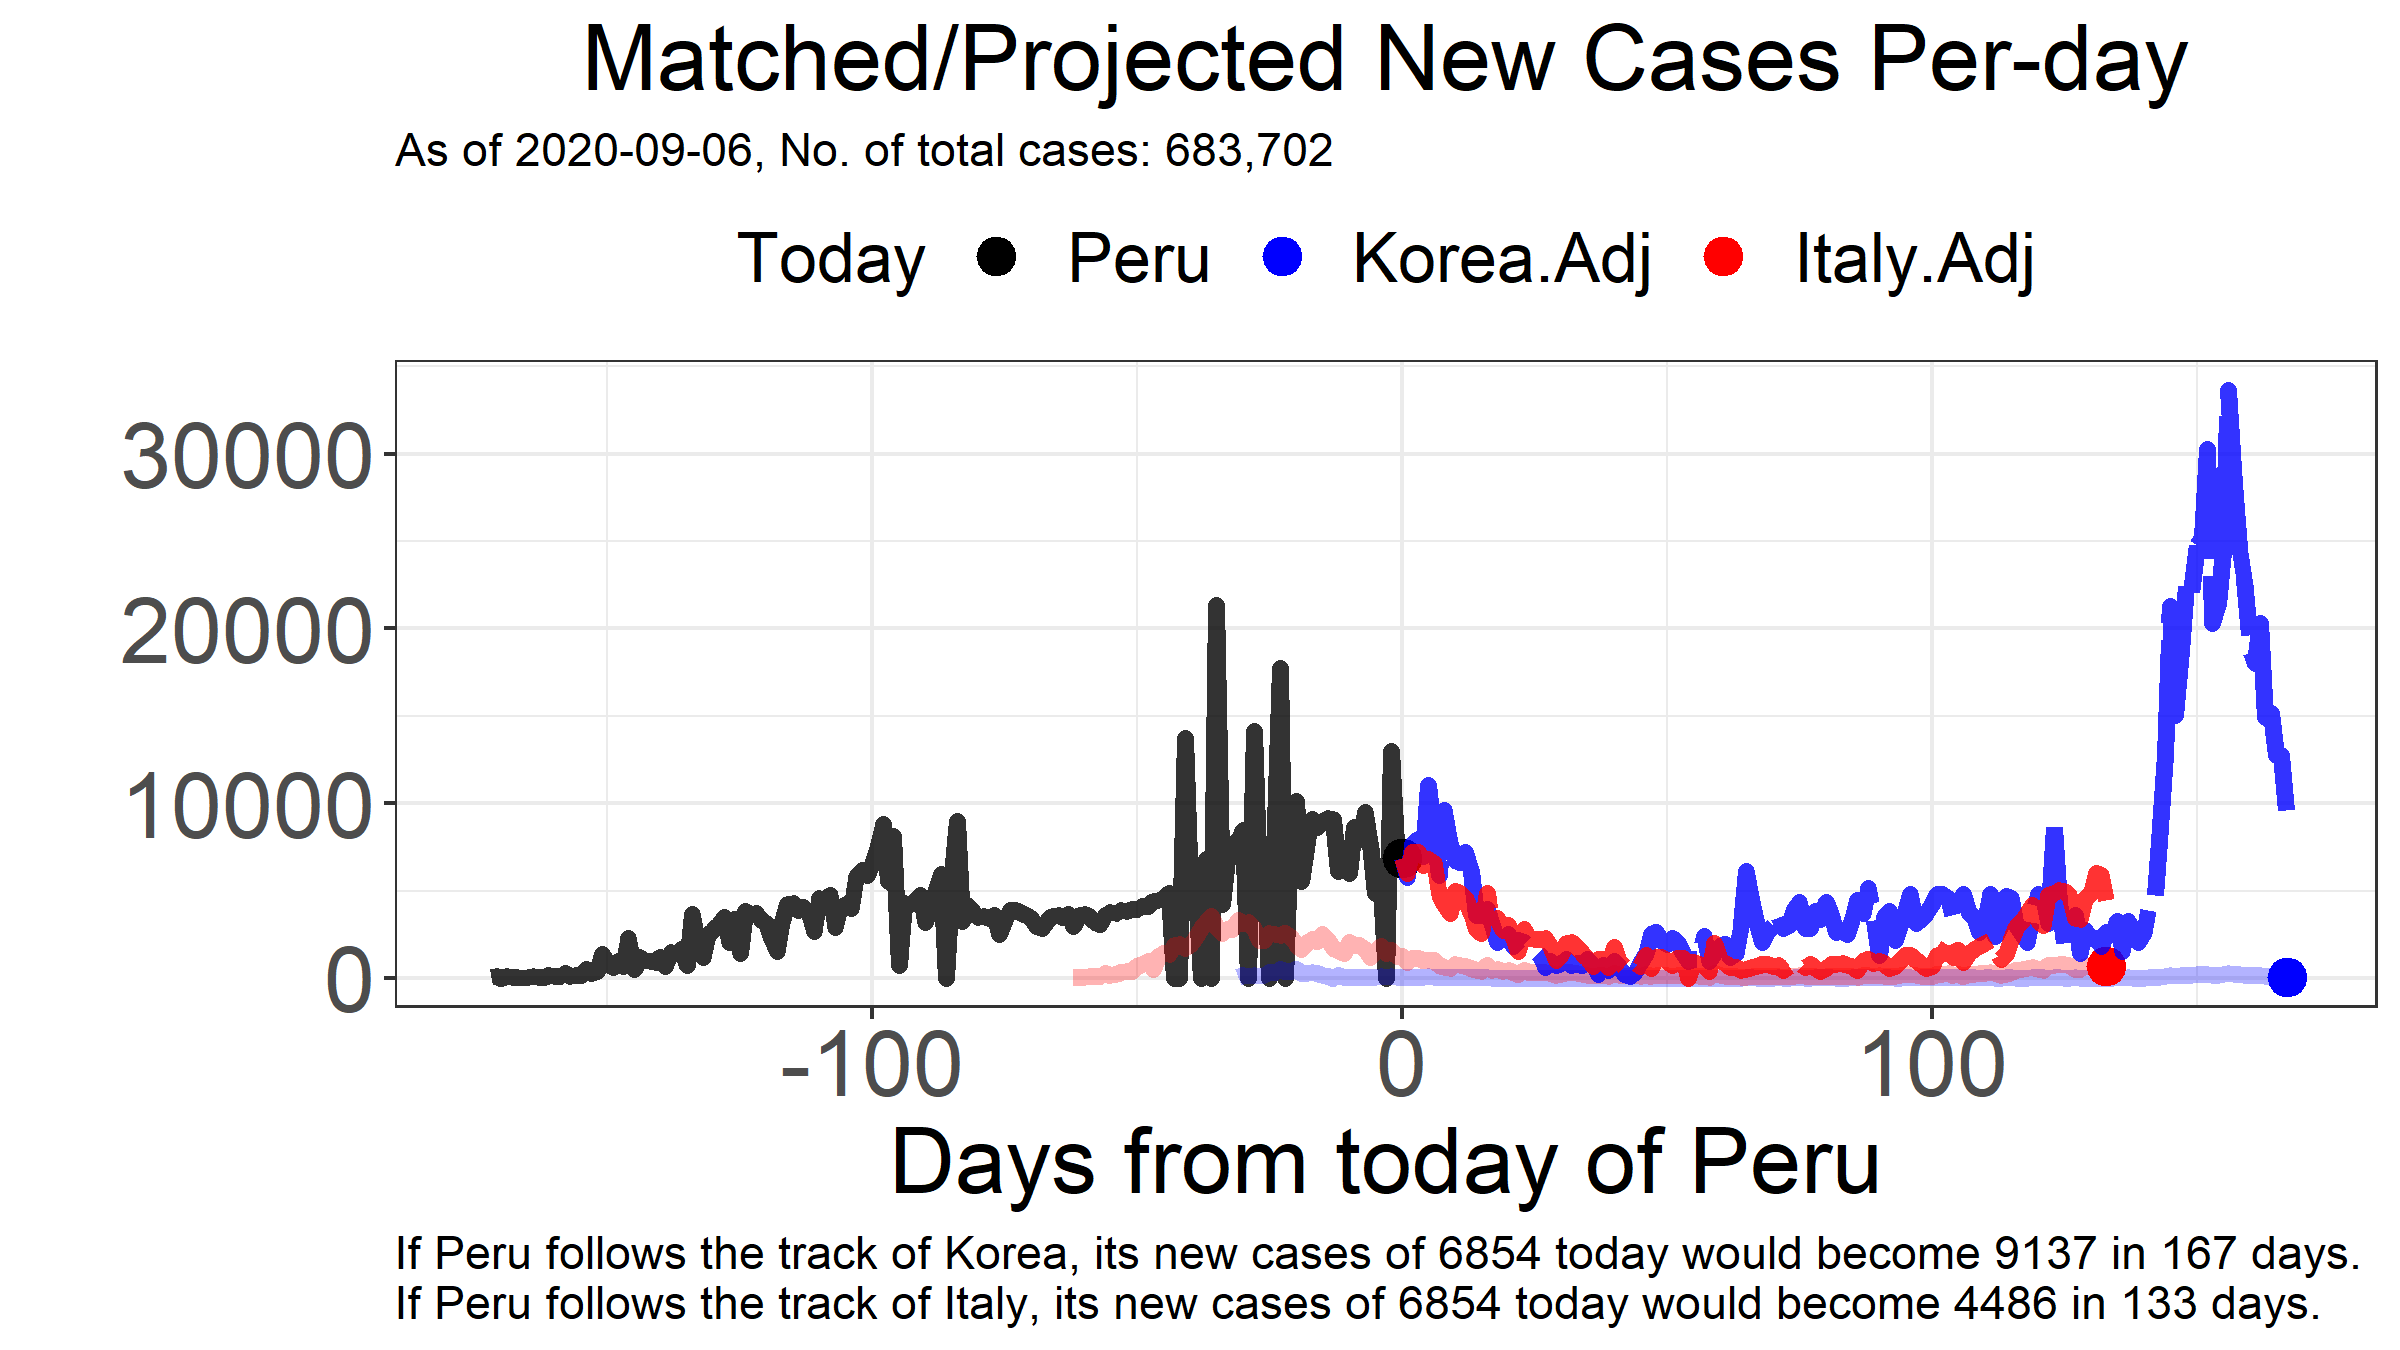 Matched/Projected New Cases Per-day
As of 2020-09-06, No. of total cases: 683,702
Today Peru Korea.Adj Italy.Adj
30000
20000
10000
0
-100 0 100
Days from today of Peru
If Peru follows the track of Korea, its new cases of 6854 today would become 9137 in 167 days.
If Peru follows the track of Italy, its new cases of 6854 today would become 4486 in 133 days.